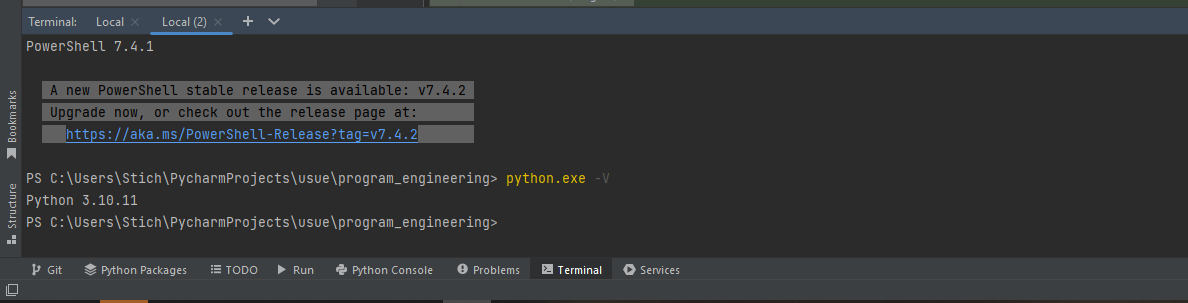 Terminal: Local Local (2)
PowerShell 7.4.1
A new PowerShell stable release is available: v7.4.2
Upgrade now, or check out the release page at:
https://aka.ms/PowerShell-Release?tag=v7.4.2
PS C:\Users\Stich\PycharmProjects\usue\program_engineering> python.exe -V
Python 3.10.11
PS C:\Users\Stich\PycharmProjects\usue\program_engineering>
Bookmarks
Structure
Git Python Packages TODO Run Python Console Problems Terminal Services